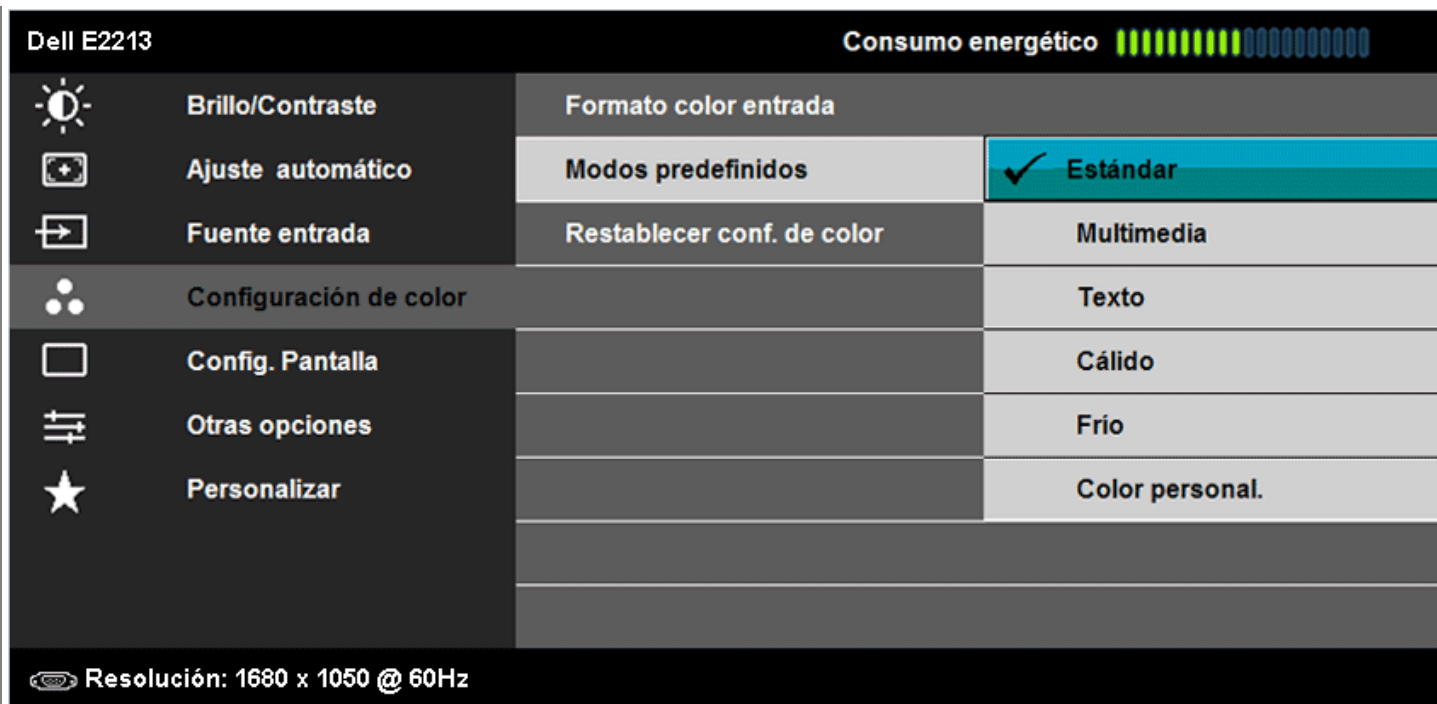 Dell E2213
Consumo energético
Brillo/Contraste
Formato color entrada
Ajuste automático
Modos predefinidos
Estándar
Fuente entrada
Restablecer conf. de color
Multimedia
Configuración de color
Texto
Config. Pantalla
Cálido
Otras opciones
Frío
Personalizar
Color personal.
Resolución: 1680 x 1050 @ 60Hz